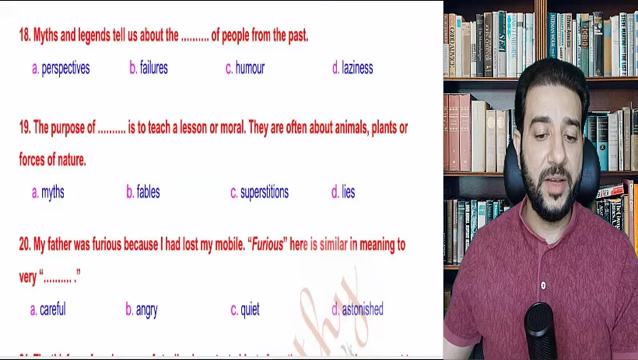 18. Myths and legends tell us about the .......... of people from the past.
a. perspectives b. failures c. humour d. laziness
19. The purpose of .......... is to teach a lesson or moral. They are often about animals, plants or
forces of nature.
a. myths b. fables c. superstitions d. lies
20. My father was furious because I had lost my mobile. “Furious” here is similar in meaning to
very “.......... .”
a. careful b. angry c. quiet d. astonished